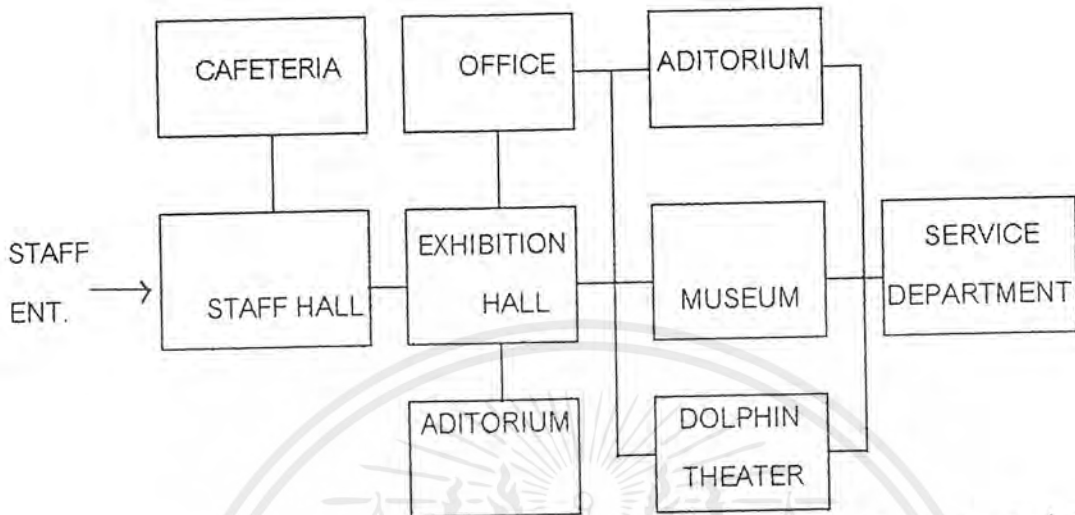 CAFETERIA
OFFICE
ADITORIUM
STAFF
ENT.
STAFF HALL
EXHIBITION
HALL
MUSEUM
SERVICE
DEPARTMENT
ADITORIUM
DOLPHIN
THEATER